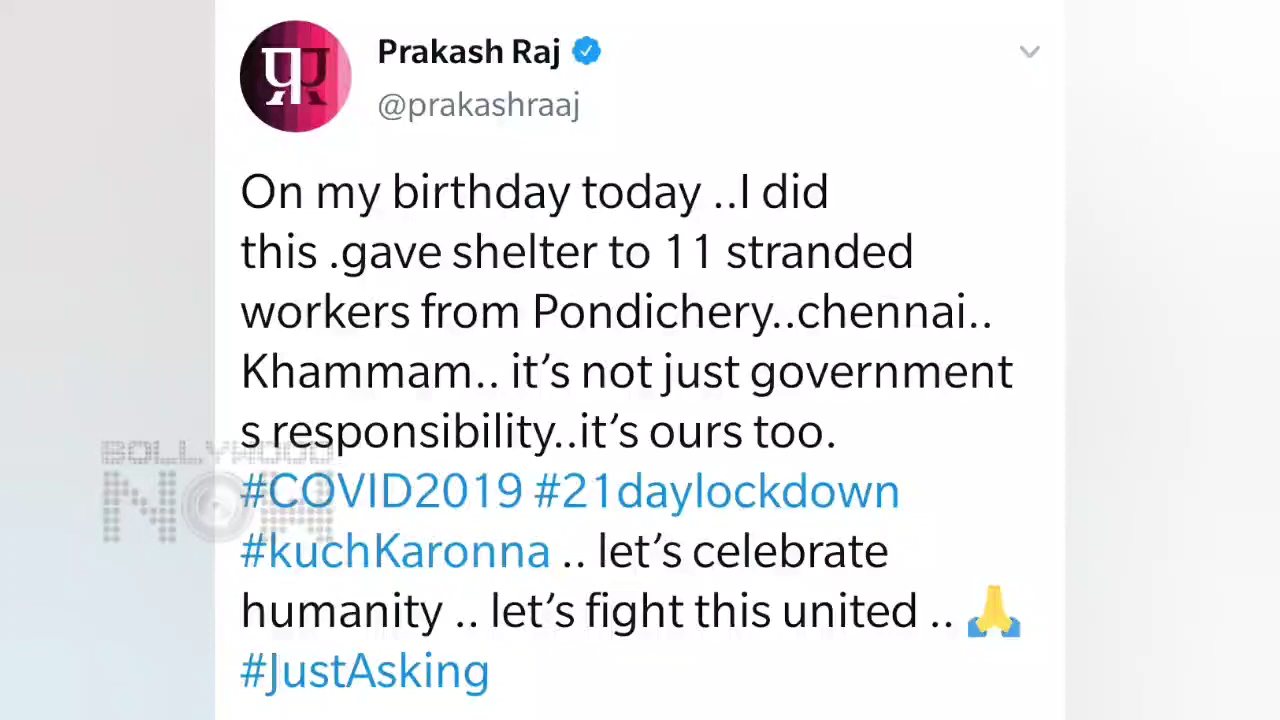 Prakash Raj
@prakashraaj
On my birthday today ..I did
this .gave shelter to 11 stranded
workers from Pondichery..chennai..
Khammam.. it’s not just government
s responsibility..it’s ours too.
#COVID2019 #21daylockdown
#kuchKaronna .. let’s celebrate
humanity .. let’s fight this united .. 🙏
#JustAsking
BOLLYWOOD
NOW